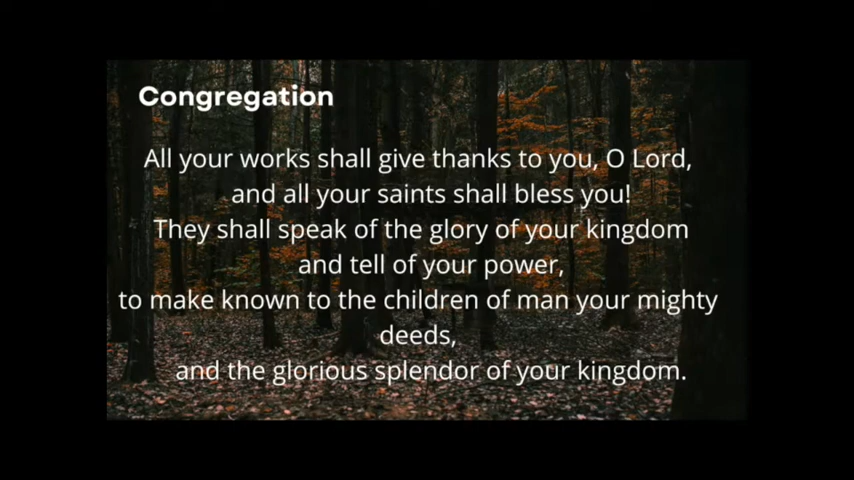 Congregation
All your works shall give thanks to you, O Lord,
and all your saints shall bless you!
They shall speak of the glory of your kingdom
and tell of your power,
to make known to the children of man your mighty
deeds,
and the glorious splendor of your kingdom.